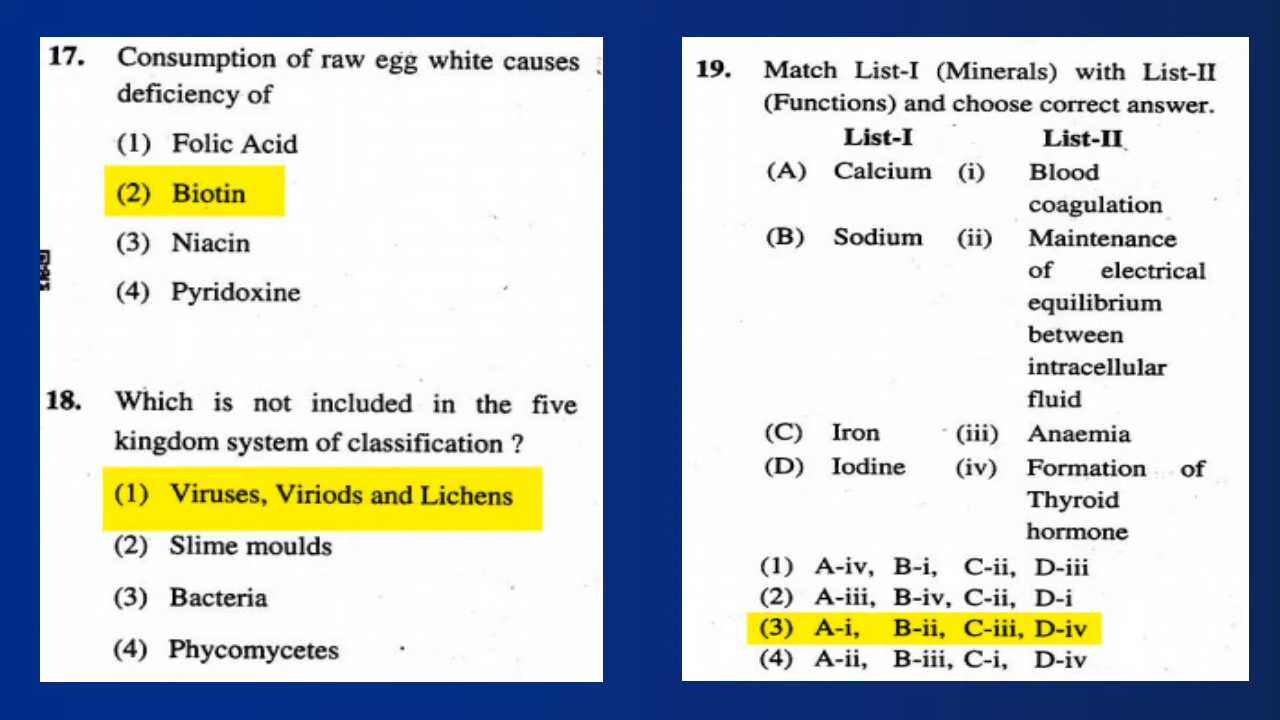 17. Consumption of raw egg white causes
deficiency of
(1) Folic Acid
(2) Biotin
(3) Niacin
(4) Pyridoxine
18. Which is not included in the five
kingdom system of classification ?
(1) Viruses, Viriods and Lichens
(2) Slime moulds
(3) Bacteria
(4) Phycomycetes
19. Match List-I (Minerals) with List-II
(Functions) and choose correct answer.
List-I List-II
(A) Calcium (i) Blood
coagulation
(B) Sodium (ii) Maintenance
of electrical
equilibrium
between
intracellular
fluid
(C) Iron (iii) Anaemia
(D) Iodine (iv) Formation of
Thyroid
hormone
(1) A-iv, B-i, C-ii, D-iii
(2) A-iii, B-iv, C-ii, D-i
(3) A-i, B-ii, C-iii, D-iv
(4) A-ii, B-iii, C-i, D-iv